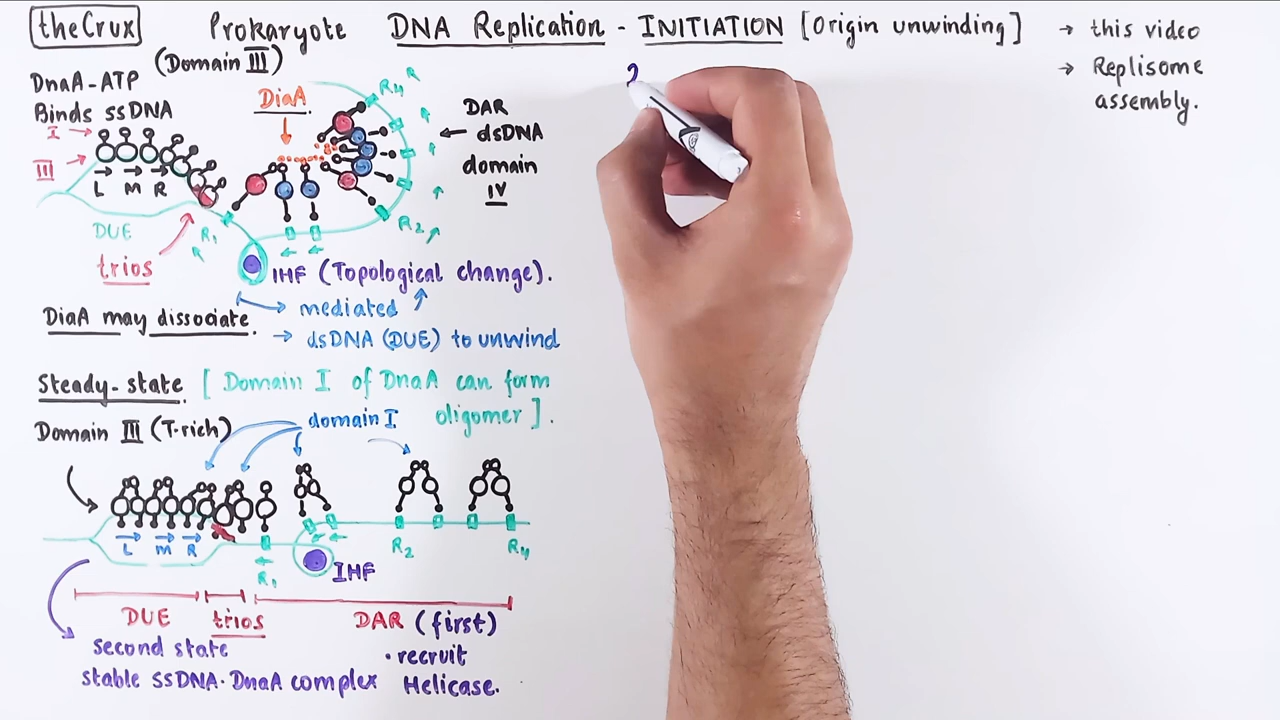 theCrux
Prokaryote DNA Replication - INITIATION [Origin unwinding]
→ this video
→ Replisome
assembly.
(Domain III)
DnaA-ATP
Binds ssDNA
I →
III →
L M R
DUE
trios
R1
DiaA
R4
R2
DAR
← dsDNA
domain
IV
IHF (Topological change).
→ mediated
→ dsDNA (DUE) to unwind
DiaA may dissociate.
Steady-state [Domain I of DnaA can form
oligomer].
Domain III (T-rich)
domain I
L M R
R1
IHF
R2
R4
DUE
trios
DAR (first)
second state
stable ssDNA·DnaA complex
• recruit
Helicase.
2